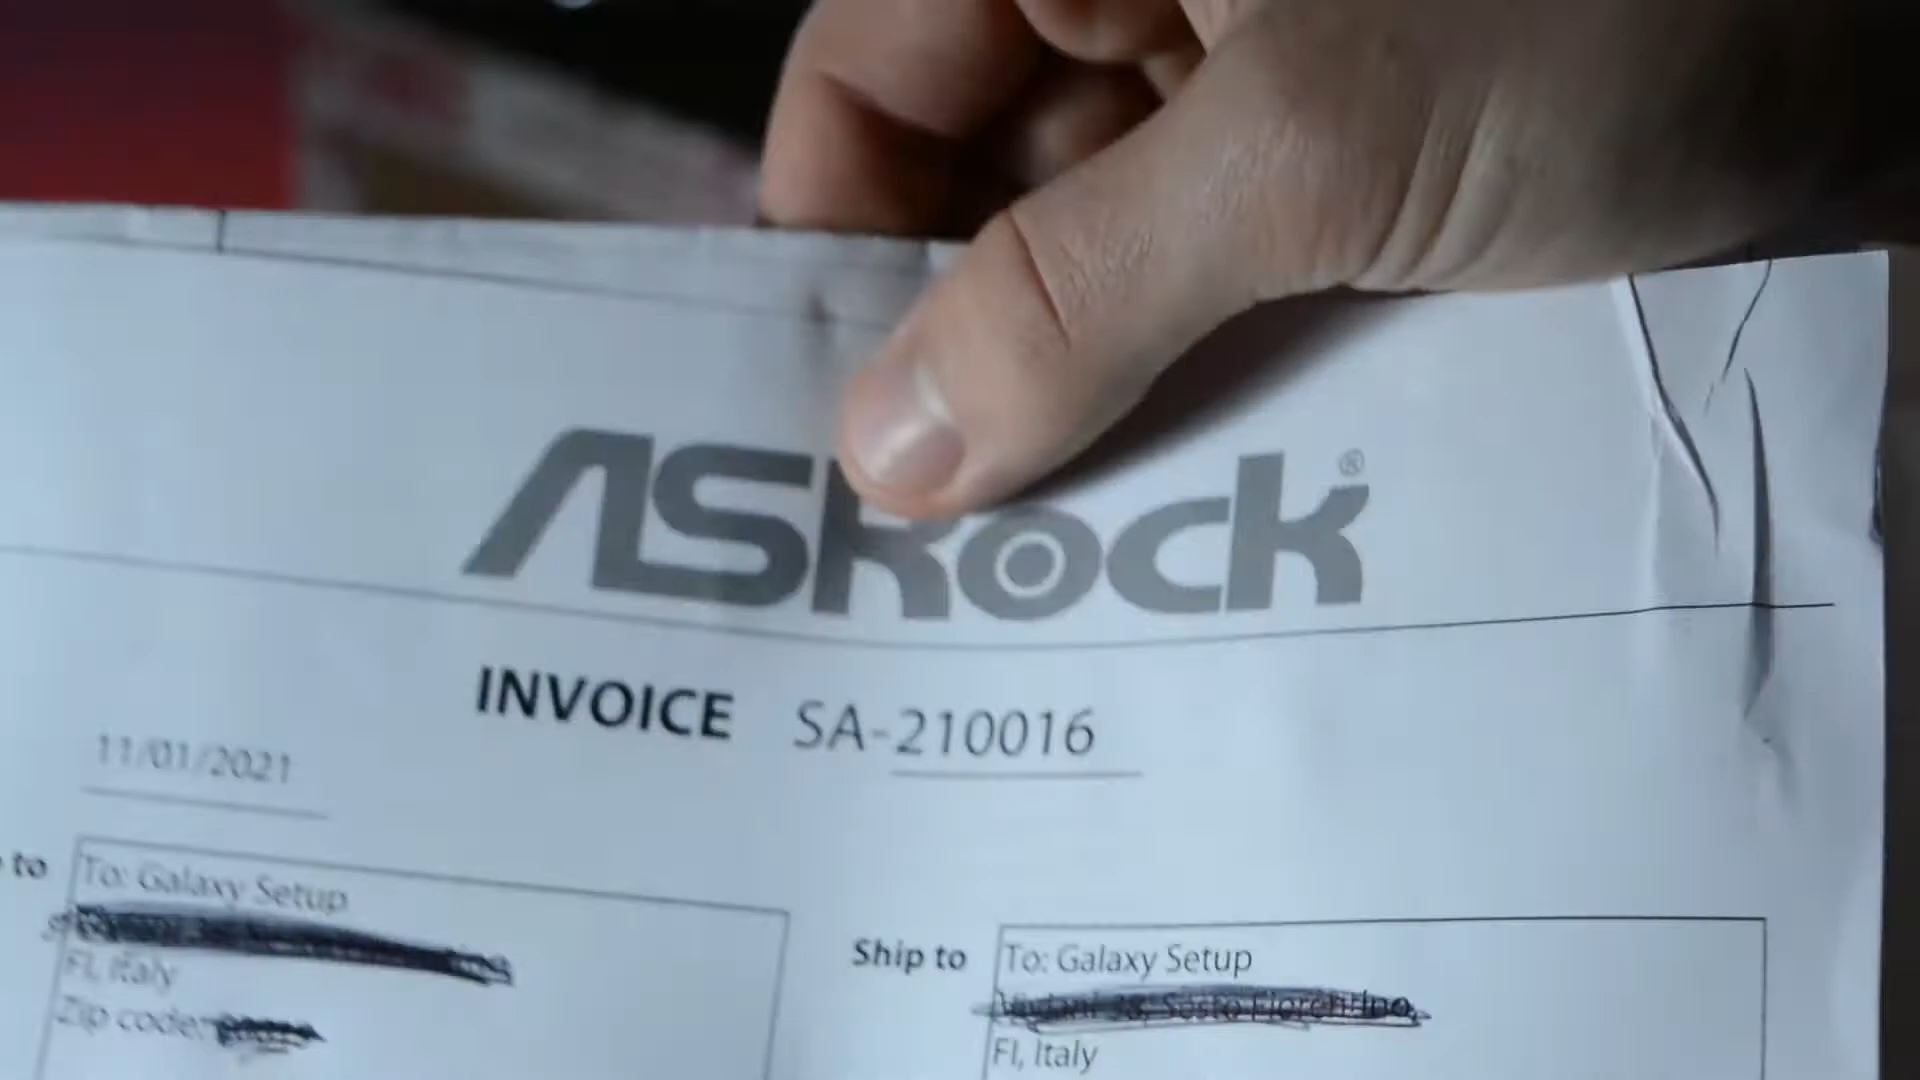 ASRock®
INVOICE SA-210016
11/01/2021
to
To: Galaxy Setup
FI, Italy
Zip code:
Ship to
To: Galaxy Setup
FI, Italy